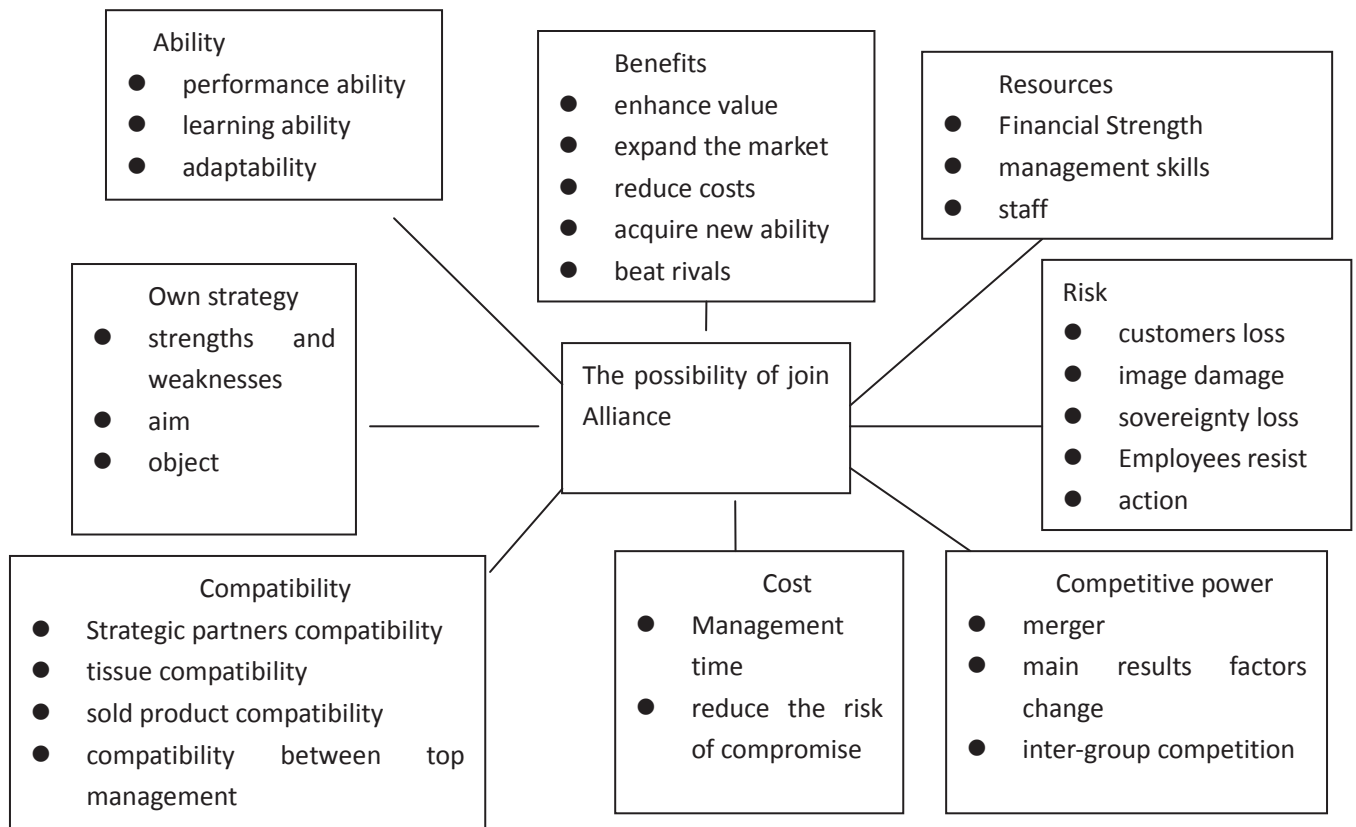 Ability
● performance ability
● learning ability
● adaptability
Benefits
● enhance value
● expand the market
● reduce costs
● acquire new ability
● beat rivals
Resources
● Financial Strength
● management skills
● staff
Own strategy
● strengths and
weaknesses
● aim
● object
The possibility of join
Alliance
Risk
● customers loss
● image damage
● sovereignty loss
● Employees resist
● action
Compatibility
● Strategic partners compatibility
● tissue compatibility
● sold product compatibility
● compatibility between top
management
Cost
● Management
time
● reduce the risk
of compromise
Competitive power
● merger
● main results factors
change
● inter-group competition